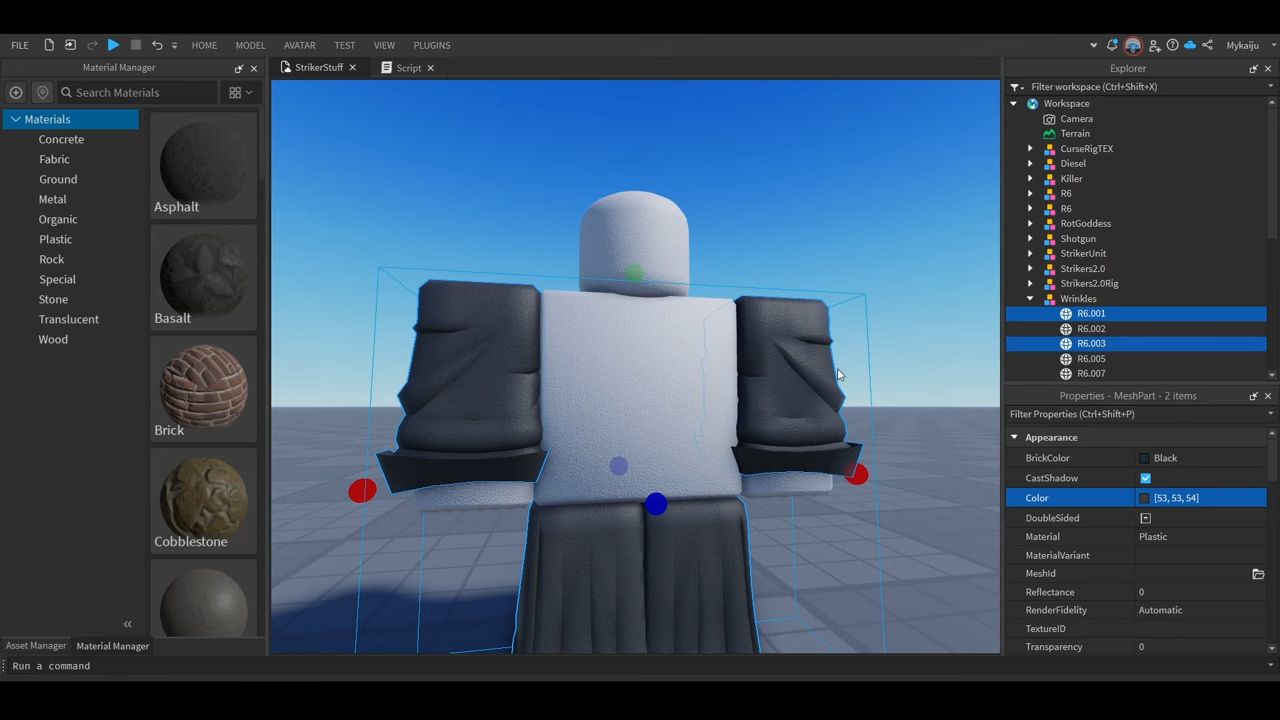 FILE HOME MODEL AVATAR TEST VIEW PLUGINS Mykaiju
Material Manager
Search Materials
Materials
Concrete
Fabric
Ground
Metal
Organic
Plastic
Rock
Special
Stone
Translucent
Wood
Asphalt
Basalt
Brick
Cobblestone
«
Asset Manager Material Manager
Run a command
StrikerStuff Script
Explorer
Filter workspace (Ctrl+Shift+X)
Workspace
Camera
Terrain
CurseRigTEX
Diesel
Killer
R6
R6
RotGoddess
Shotgun
StrikerUnit
Strikers2.0
Strikers2.0Rig
Wrinkles
R6.001
R6.002
R6.003
R6.005
R6.007
Properties - MeshPart - 2 items
Filter Properties (Ctrl+Shift+P)
Appearance
BrickColor Black
CastShadow
Color [53, 53, 54]
DoubleSided
Material Plastic
MaterialVariant
MeshId
Reflectance 0
RenderFidelity Automatic
TextureID
Transparency 0